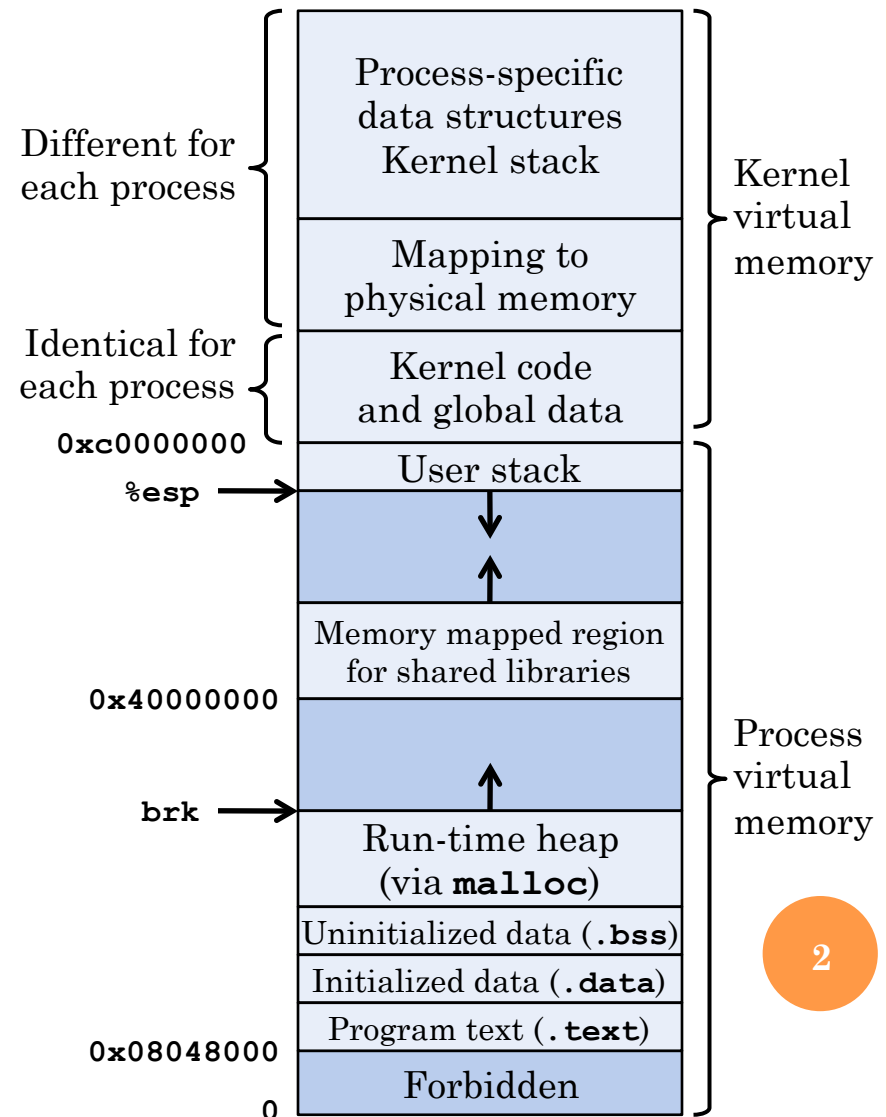 Process-specific
data structures
Kernel stack
Different for
each process
Kernel
virtual
memory
Mapping to
physical memory
Identical for
each process
Kernel code
and global data
0xc0000000
User stack
%esp
Memory mapped region
for shared libraries
0x40000000
Process
virtual
memory
brk
Run-time heap
(via malloc)
Uninitialized data (.bss)
2
Initialized data (.data)
Program text (.text)
0x08048000
Forbidden
0